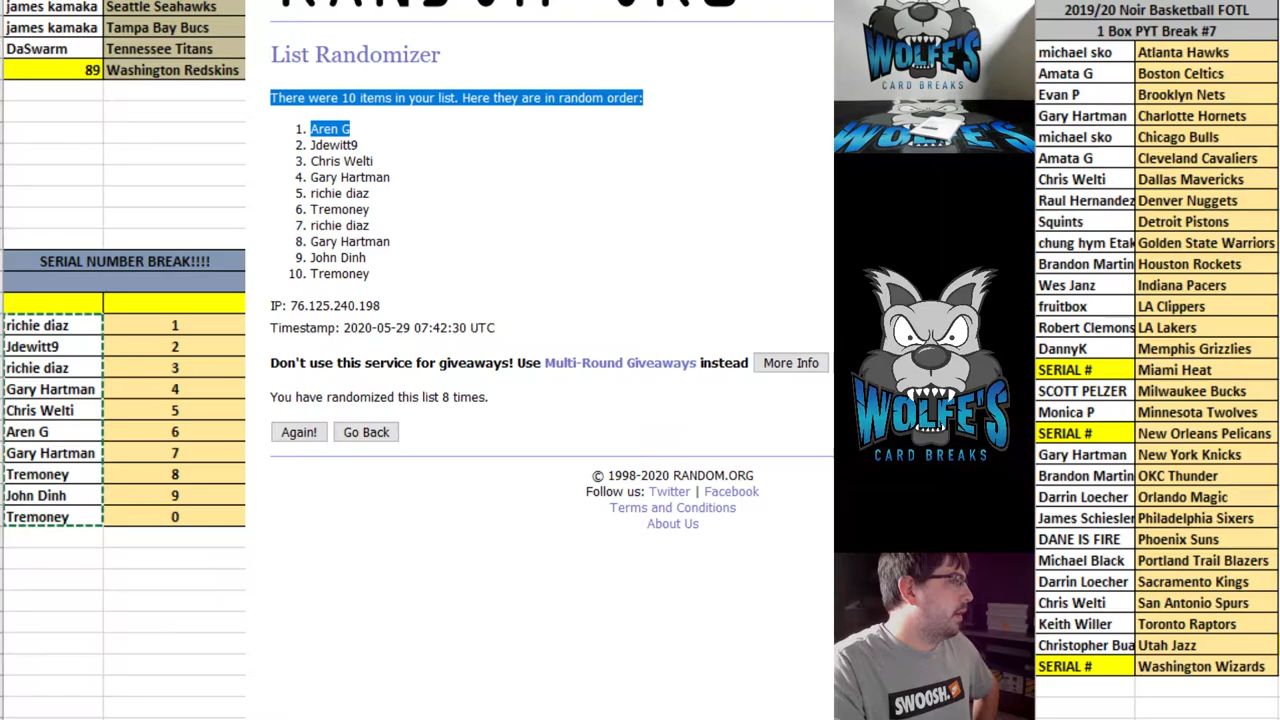 james kamaka Seattle Seahawks
james kamaka Tampa Bay Bucs
DaSwarm Tennessee Titans
89 Washington Redskins
SERIAL NUMBER BREAK!!!!
richie diaz 1
Jdewitt9 2
richie diaz 3
Gary Hartman 4
Chris Welti 5
Aren G 6
Gary Hartman 7
Tremoney 8
John Dinh 9
Tremoney 0
RANDOM.ORG
List Randomizer
There were 10 items in your list. Here they are in random order:
1. Aren G
2. Jdewitt9
3. Chris Welti
4. Gary Hartman
5. richie diaz
6. Tremoney
7. richie diaz
8. Gary Hartman
9. John Dinh
10. Tremoney
IP: 76.125.240.198
Timestamp: 2020-05-29 07:42:30 UTC
Don't use this service for giveaways! Use Multi-Round Giveaways instead More Info
You have randomized this list 8 times.
Again! Go Back
© 1998-2020 RANDOM.ORG
Follow us: Twitter | Facebook
Terms and Conditions
About Us
WOLFE'S
CARD BREAKS
WOLFE'S
WOLFE'S
CARD BREAKS
SWOOSH.
2019/20 Noir Basketball FOTL
1 Box PYT Break #7
michael sko Atlanta Hawks
Amata G Boston Celtics
Evan P Brooklyn Nets
Gary Hartman Charlotte Hornets
michael sko Chicago Bulls
Amata G Cleveland Cavaliers
Chris Welti Dallas Mavericks
Raul Hernandez Denver Nuggets
Squints Detroit Pistons
chung hym Etak Golden State Warriors
Brandon Martin Houston Rockets
Wes Janz Indiana Pacers
fruitbox LA Clippers
Robert Clemons LA Lakers
DannyK Memphis Grizzlies
SERIAL # Miami Heat
SCOTT PELZER Milwaukee Bucks
Monica P Minnesota Twolves
SERIAL # New Orleans Pelicans
Gary Hartman New York Knicks
Brandon Martin OKC Thunder
Darrin Loecher Orlando Magic
James Schiesler Philadelphia Sixers
DANE IS FIRE Phoenix Suns
Michael Black Portland Trail Blazers
Darrin Loecher Sacramento Kings
Chris Welti San Antonio Spurs
Keith Willer Toronto Raptors
Christopher Bua Utah Jazz
SERIAL # Washington Wizards